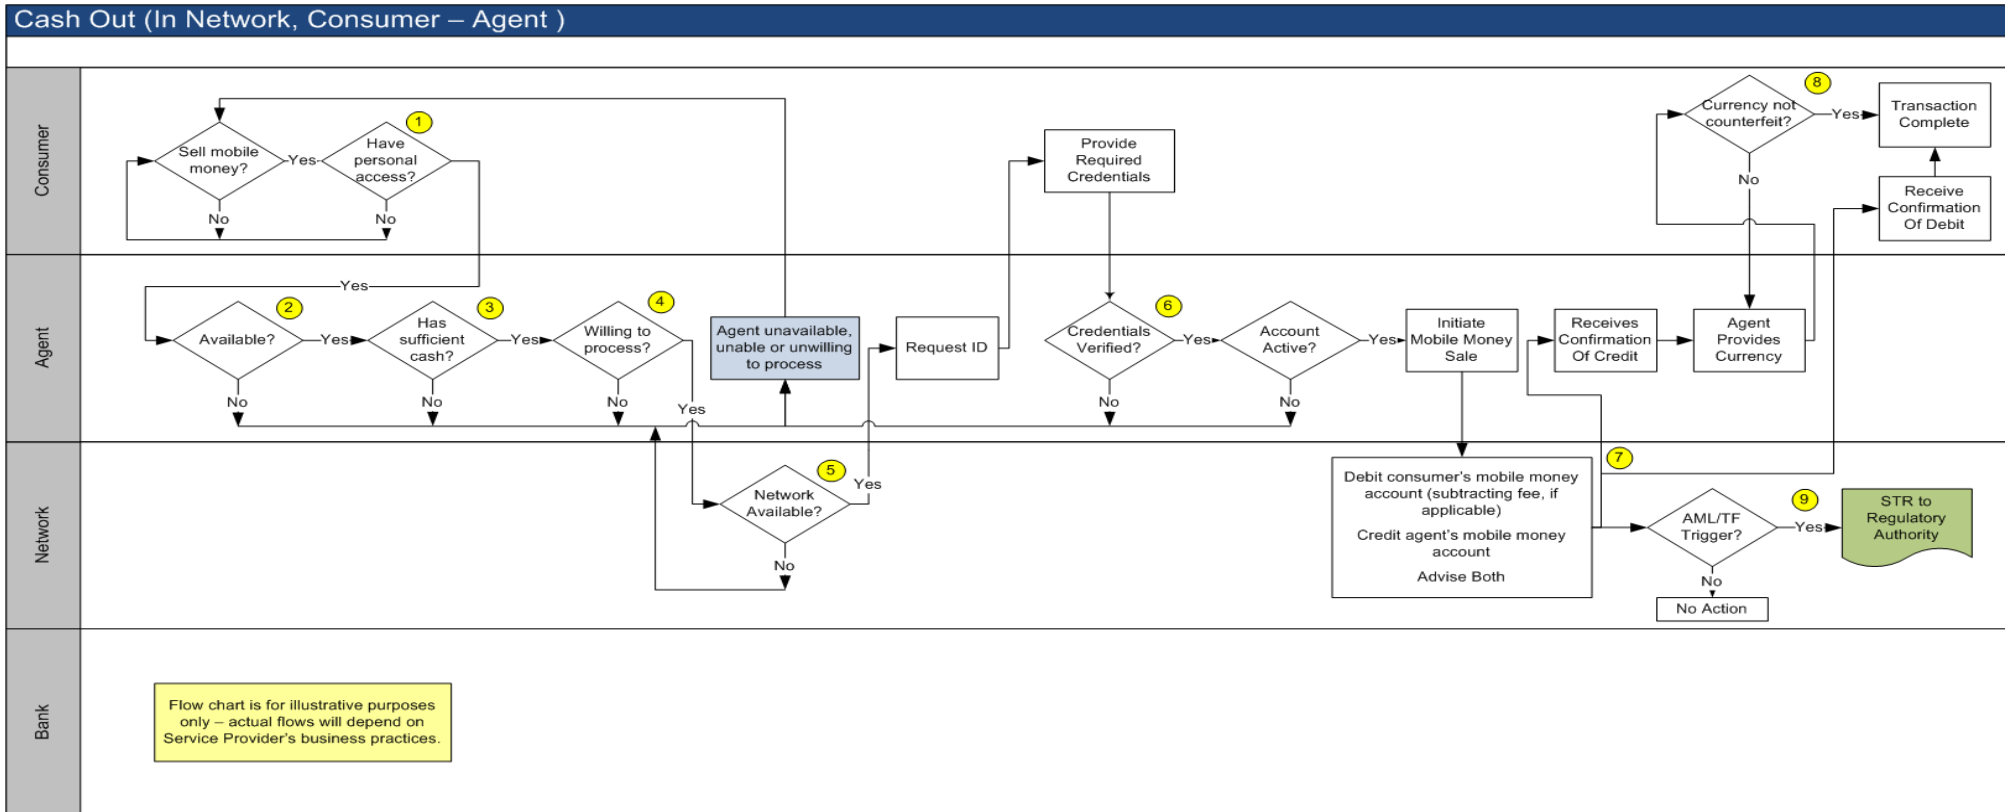 Cash Out (In Network, Consumer – Agent )
Consumer
Sell mobile
money?
Yes
No
1
Have
personal
access?
No
Yes
Provide
Required
Credentials
8
Currency not
counterfeit?
Yes
No
Transaction
Complete
Receive
Confirmation
Of Debit
Agent
2
Available?
Yes
No
3
Has
sufficient
cash?
Yes
No
4
Willing to
process?
No
Yes
Agent unavailable,
unable or unwilling
to process
Request ID
6
Credentials
Verified?
Yes
No
Account
Active?
Yes
No
Initiate
Mobile Money
Sale
Receives
Confirmation
Of Credit
Agent
Provides
Currency
Network
5
Network
Available?
Yes
No
Debit consumer's mobile money
account (subtracting fee, if
applicable)
Credit agent's mobile money
account
Advise Both
7
AML/TF
Trigger?
9
Yes
No
No Action
STR to
Regulatory
Authority
Bank
Flow chart is for illustrative purposes
only – actual flows will depend on
Service Provider's business practices.